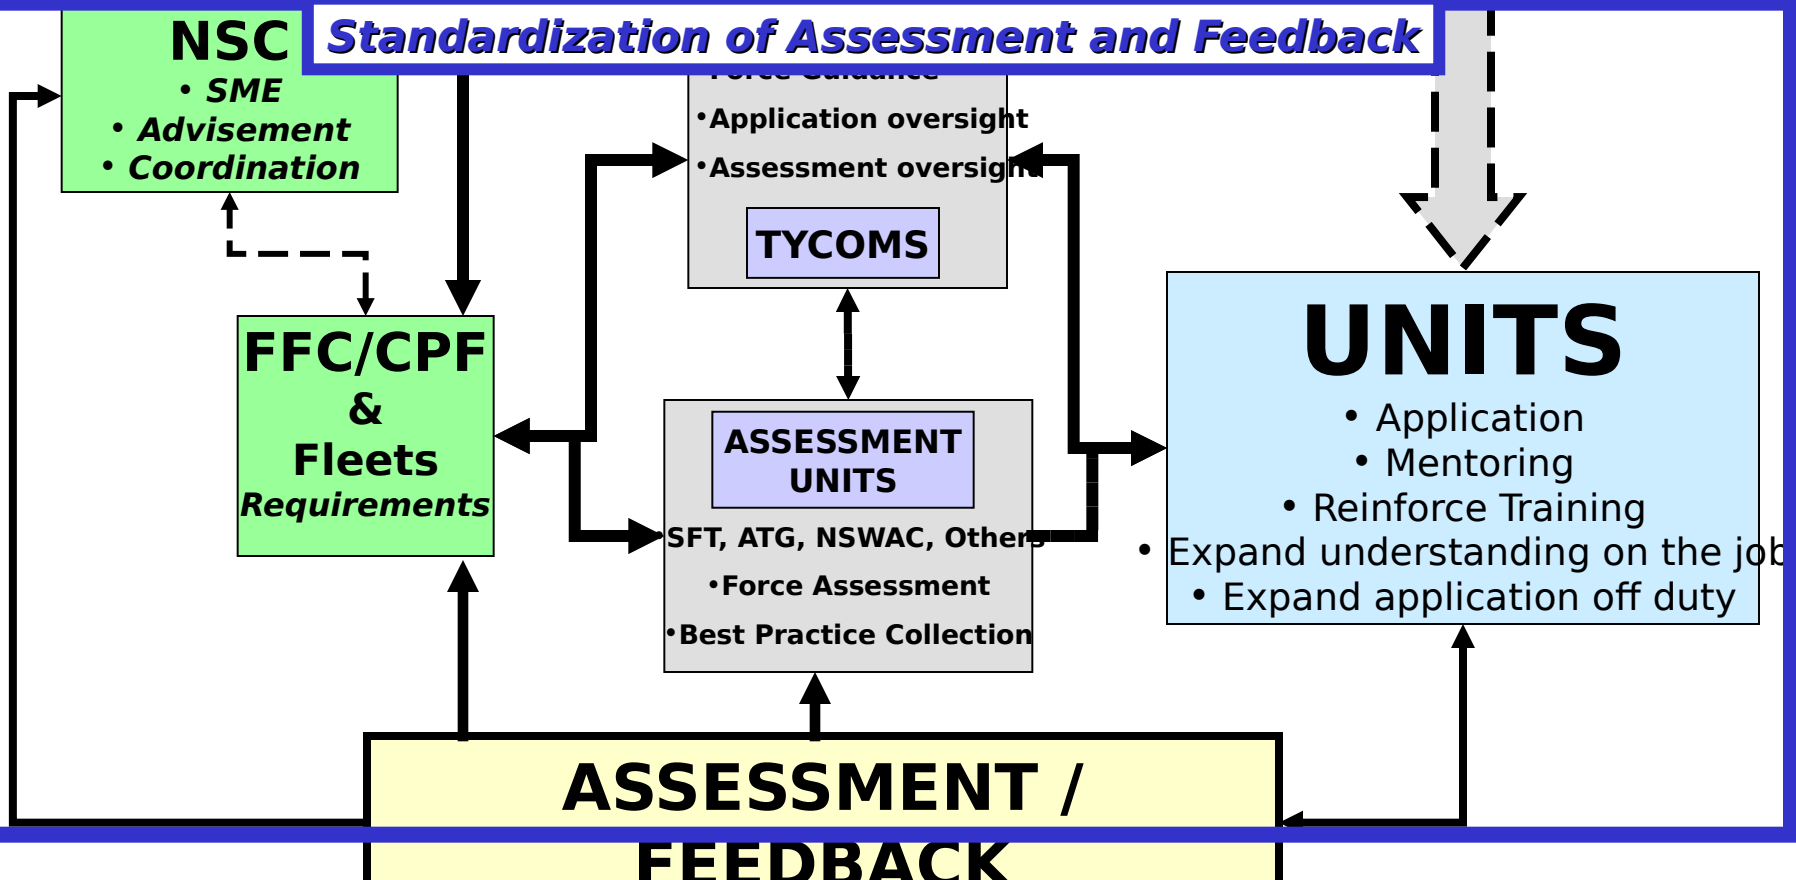 Standardization of Assessment and Feedback
NSC
• SME
• Advisement
• Coordination
•Force Guidance
•Application oversight
•Assessment oversight
TYCOMS
FFC/CPF
&
Fleets
Requirements
ASSESSMENT
UNITS
•SFT, ATG, NSWAC, Others
•Force Assessment
•Best Practice Collection
UNITS
• Application
• Mentoring
• Reinforce Training
• Expand understanding on the job
• Expand application off duty
ASSESSMENT /
FEEDBACK